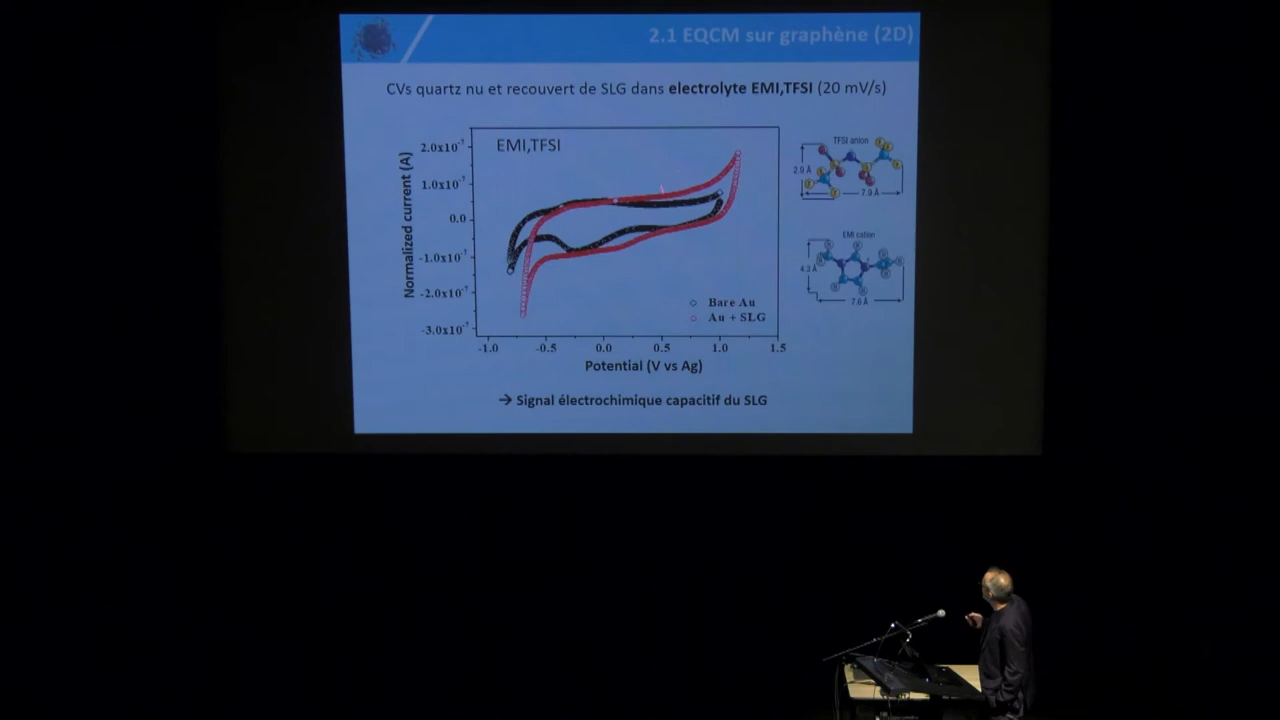 2.1 EQCM sur graphène (2D)
CVs quartz nu et recouvert de SLG dans electrolyte EMI,TFSI (20 mV/s)
EMI,TFSI
Normalized current (A)
2.0x10⁻⁷
1.0x10⁻⁷
0.0
-1.0x10⁻⁷
-2.0x10⁻⁷
-3.0x10⁻⁷
-1.0 -0.5 0.0 0.5 1.0 1.5
Potential (V vs Ag)
Bare Au
Au + SLG
TFSI anion
2.9 Å
7.9 Å
EMI cation
4.3 Å
7.6 Å
→ Signal électrochimique capacitif du SLG